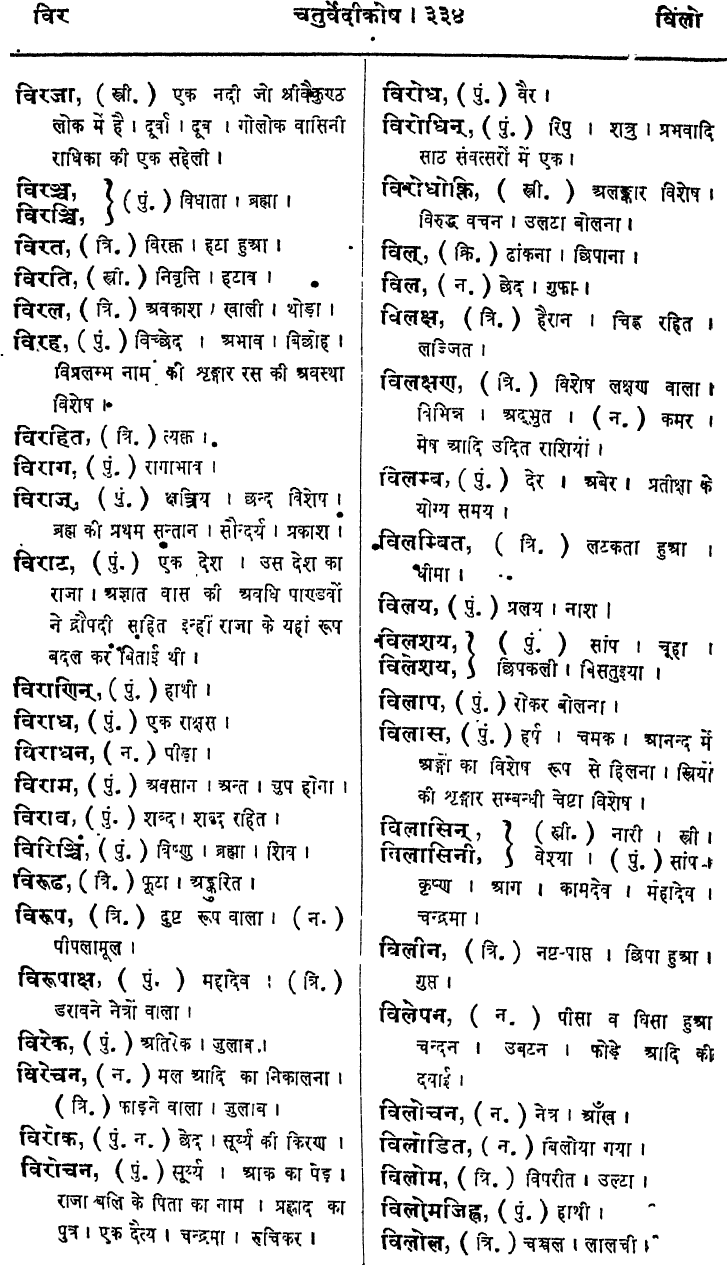 विर
चतुर्वेदीकोष । ३३४
विलो
विरजा, ( स्त्री. ) एक नदी जो श्रीवैकुण्ठ
लोक में है । दूर्वा । दूब । गोलोक वासिनी
राधिका की एक सहेली ।
विरञ्च,
विरञ्चि, } ( पुं. ) विधाता । ब्रह्मा ।
विरत, ( त्रि. ) विरक्त । हटा हुआ ।
विरति, ( स्त्री. ) निवृत्ति । हटाव ।
विरल, ( त्रि. ) अवकाश । खाली । थोड़ा ।
विरह, ( पुं. ) विच्छेद । अभाव । बिछोह ।
विप्रलम्भ नाम की शृङ्गार रस की अवस्था
विशेष ।
विरहित, ( त्रि. ) त्यक्त ।
विराग, ( पुं. ) रागाभाव ।
विराज्, ( पुं. ) क्षत्रिय । छन्द विशेष ।
ब्रह्म की प्रथम सन्तान । सौन्दर्य । प्रकाश ।
विराट, ( पुं. ) एक देश । उस देश का
राजा । अज्ञात वास की अवधि पाण्डवों
ने द्रौपदी सहित इन्हीं राजा के यहां रूप
बदल कर बिताई थी ।
विराणिन्, ( पुं. ) हाथी ।
विराध, ( पुं. ) एक राक्षस ।
विराधन, ( न. ) पीड़ा ।
विराम, ( पुं. ) अवसान । अन्त । चुप होगा ।
विराव, ( पुं. ) शब्द । शब्द रहित ।
विरिञ्चि, ( पुं. ) विष्णु । ब्रह्मा । शिव ।
विरूढ, ( त्रि. ) फूटा । अङ्कुरित ।
विरूप, ( त्रि. ) दुष्ट रूप वाला । ( न. )
पीपलामूल ।
विरूपाक्ष, ( पुं. ) महादेव । ( त्रि. )
डरावने नेत्रों वाला ।
विरेक, ( पुं. ) अतिरेक । जुलाब ।
विरेचन, ( न. ) मल आदि का निकालना ।
( त्रि. ) फाड़ने वाला । जुलाब ।
विरोक, ( पुं. न. ) छेद । सूर्य्य की किरण ।
विरोचन, ( पुं. ) सूर्य्य । आक का पेड़ ।
राजा बलि के पिता का नाम । प्रह्लाद का
पुत्र । एक दैत्य । चन्द्रमा । रुचिकर ।
विरोध, ( पुं. ) वैर ।
विरोधिन्, ( पुं. ) रिपु । शत्रु । प्रभवादि
साठ संवत्सरों में एक ।
विरोधोक्ति, ( स्त्री. ) अलङ्कार विशेष ।
विरुद्ध वचन । उलटा बोलना ।
विल्, ( क्रि. ) ढांकना । छिपाना ।
विल, ( न. ) छेद । गुफा ।
विलक्ष, ( त्रि. ) हैरान । चिह्न रहित ।
लज्जित ।
विलक्षण, ( त्रि. ) विशेष लक्षण वाला ।
विभिन्न । अद्भुत । ( न. ) कमर ।
मेष आदि उदित राशियां ।
विलम्ब, ( पुं. ) देर । अबेर । प्रतीक्षा के
योग्य समय ।
विलम्बित, ( त्रि. ) लटकता हुआ ।
धीमा ।
विलय, ( पुं. ) प्रलय । नाश ।
विलशय, } ( पुं. ) सांप । चूहा ।
विलेशय, } छिपकली । बिसतुइया ।
विलाप, ( पुं. ) रोकर बोलना ।
विलास, ( पुं. ) हर्ष । चमक । आनन्द में
अङ्गों का विशेष रूप से हिलना । स्त्रियों
की शृङ्गार सम्बन्धी चेष्टा विशेष ।
विलासिन्, } ( स्त्री. ) नारी । स्त्री ।
विलासिनी, } वेश्या । ( पुं. ) सांप ।
कृष्ण । आग । कामदेव । महादेव ।
चन्द्रमा ।
विलीन, ( त्रि. ) नष्ट-पाप्त । छिपा हुआ ।
गुप्त ।
विलेपन, ( न. ) पीसा व घिसा हुआ
चन्दन । उबटन । फोड़े आदि की
दवाई ।
विलोचन, ( न. ) नेत्र । आँख ।
विलोडित, ( न. ) बिलोया गया ।
विलोम, ( त्रि. ) विपरीत । उल्टा ।
विलोमजिह्व, ( पुं. ) हाथी ।
विलोल, ( त्रि. ) चञ्चल । लालची ।